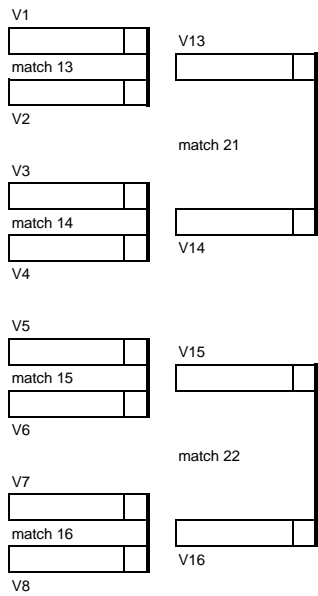 V1
match 13
V2
V3
match 14
V4
V5
match 15
V6
V7
match 16
V8
V13
match 21
V14
V15
match 22
V16